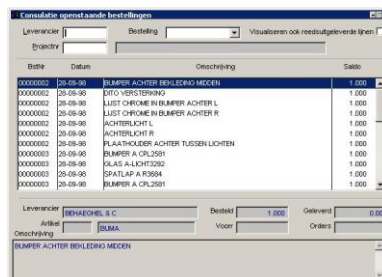 Consulatie openstaande bestellingen
Leverancier Bestelling Visualiseren ook reedsuitgeleverde lijnen
Projectnr
BstNr Datum Omschrijving Saldo
00000002 28-09-98 BUMPER ACHTER BEKLEDING MIDDEN 1.000
00000002 28-09-98 DITO VERSTERKING 1.000
00000002 28-09-98 LIJST CHROME IN BUMPER ACHTER L 1.000
00000002 28-09-98 LIJST CHROME IN BUMPER ACHTER R 1.000
00000002 28-09-98 ACHTERLICHT L 1.000
00000002 28-09-98 ACHTERLICHT R 1.000
00000002 28-09-98 PLAATHOUDER ACHTER TUSSEN LICHTEN 1.000
00000003 28-09-98 BUMPER A CPL2581 1.000
00000003 28-09-98 GLAS A-LICHT3292 1.000
00000003 28-09-98 SPATLAP A R3684 1.000
00000003 28-09-98 BUMPER A CPL2581 1.000
Leverancier BEHAEGHEL & C Besteld 1.000 Geleverd 0.00
Artikel BUMA Voorr Orders
Omschrijving
BUMPER ACHTER BEKLEDING MIDDEN